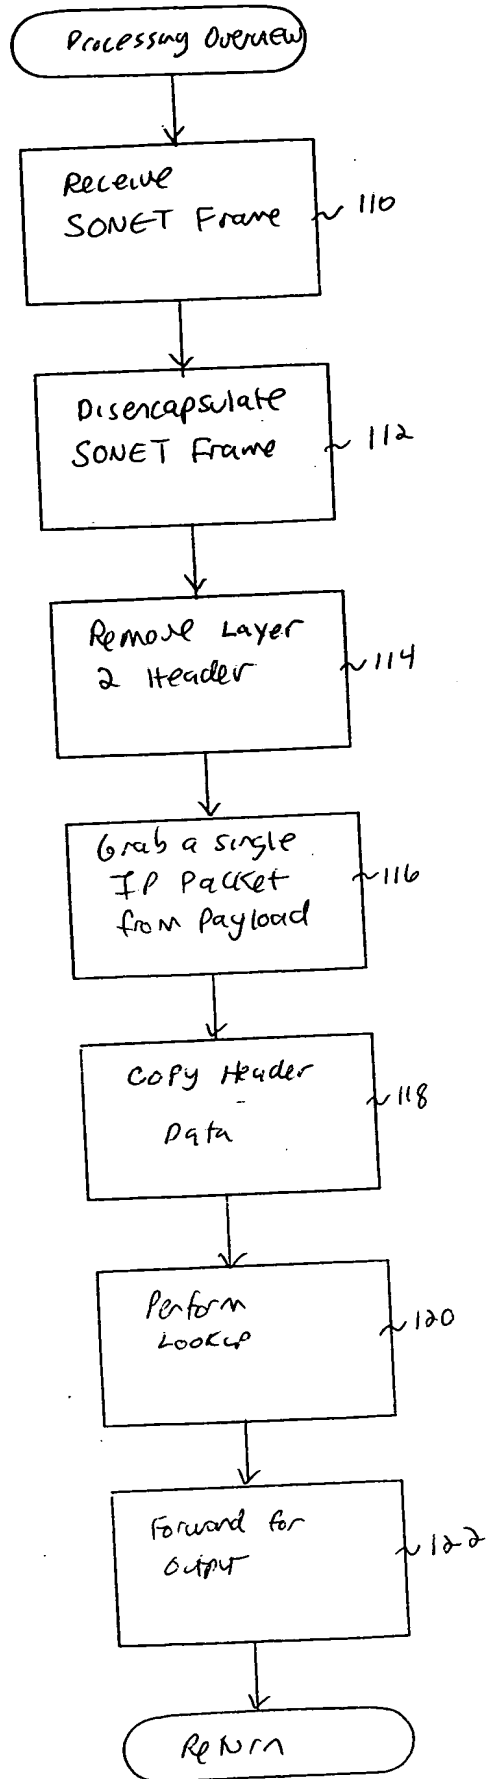 Processing Overview
Receive
SONET Frame
110
Disencapsulate
SONET Frame
112
Remove Layer
2 Header
114
Grab a single
IP Packet
from Payload
116
Copy Header
Data
118
Perform
Lookup
120
Forward for
Output
122
Return